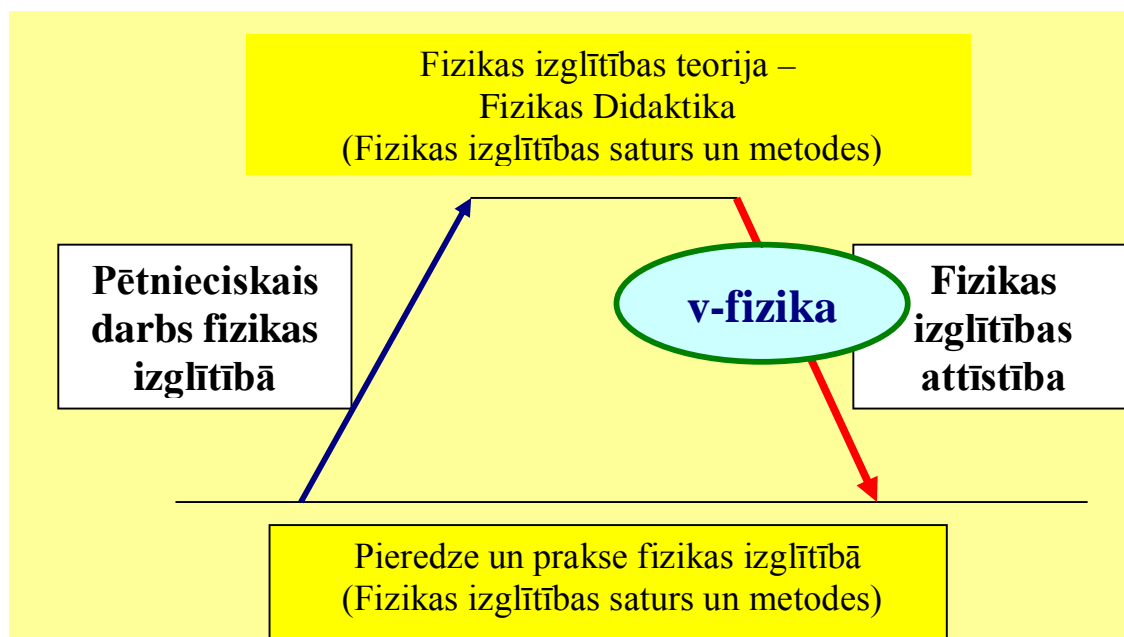 Fizikas izglītības teorija –
Fizikas Didaktika
(Fizikas izglītības saturs un metodes)
Pētnieciskais
darbs fizikas
izglītībā
v-fizika
Fizikas
izglītības
attīstība
Pieredze un prakse fizikas izglītībā
(Fizikas izglītības saturs un metodes)